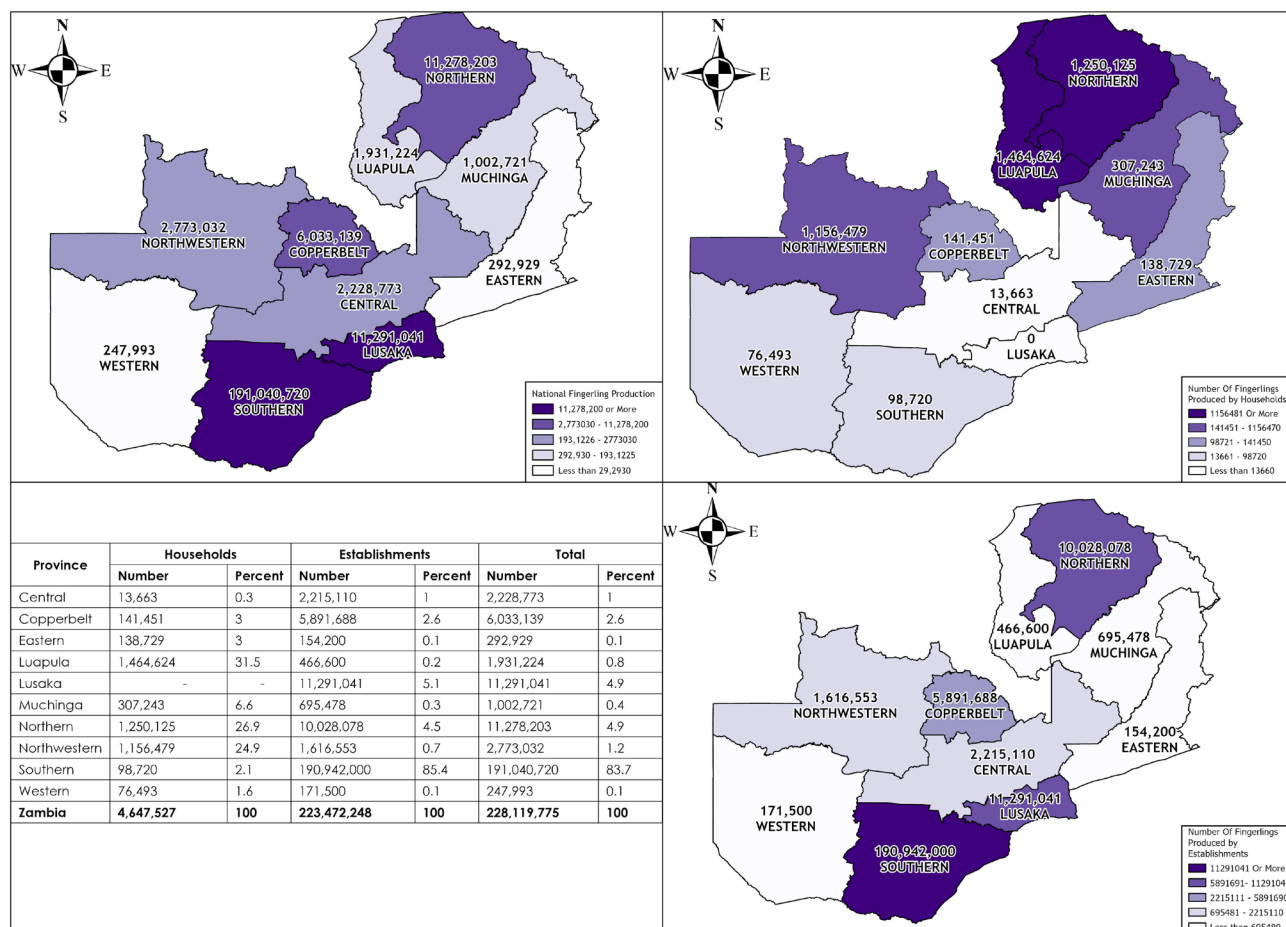 N
W E
S
11,278,203
NORTHERN
1,931,224
LUAPULA
1,002,721
MUCHINGA
2,773,032
NORTHWESTERN
6,033,139
COPPERBELT
292,929
EASTERN
2,228,773
CENTRAL
11,291,041
LUSAKA
247,993
WESTERN
191,040,720
SOUTHERN
National Fingerling Production
11,278,200 or More
2,773030 - 11,278,200
193,1226 - 2773030
292,930 - 193,1225
Less than 29,2930
N
W E
S
1,250,125
NORTHERN
1,464,624
LUAPULA
307,243
MUCHINGA
1,156,479
NORTHWESTERN
141,451
COPPERBELT
138,729
EASTERN
13,663
CENTRAL
0
LUSAKA
76,493
WESTERN
98,720
SOUTHERN
Number Of Fingerlings
Produced by Households
1156481 Or More
141451 - 1156470
98721 - 141450
13661 - 98720
Less than 13660
Province Households Establishments Total
Number Percent Number Percent Number Percent
Central 13,663 0.3 2,215,110 1 2,228,773 1
Copperbelt 141,451 3 5,891,688 2.6 6,033,139 2.6
Eastern 138,729 3 154,200 0.1 292,929 0.1
Luapula 1,464,624 31.5 466,600 0.2 1,931,224 0.8
Lusaka - - 11,291,041 5.1 11,291,041 4.9
Muchinga 307,243 6.6 695,478 0.3 1,002,721 0.4
Northern 1,250,125 26.9 10,028,078 4.5 11,278,203 4.9
Northwestern 1,156,479 24.9 1,616,553 0.7 2,773,032 1.2
Southern 98,720 2.1 190,942,000 85.4 191,040,720 83.7
Western 76,493 1.6 171,500 0.1 247,993 0.1
Zambia 4,647,527 100 223,472,248 100 228,119,775 100
N
W E
S
10,028,078
NORTHERN
466,600
LUAPULA
695,478
MUCHINGA
1,616,553
NORTHWESTERN
5,891,688
COPPERBELT
154,200
EASTERN
2,215,110
CENTRAL
11,291,041
LUSAKA
171,500
WESTERN
190,942,000
SOUTHERN
Number Of Fingerlings
Produced by
Establishments
11291041 Or More
5891691- 1129104
2215111 - 5891690
695481 - 2215110
Less than 695480